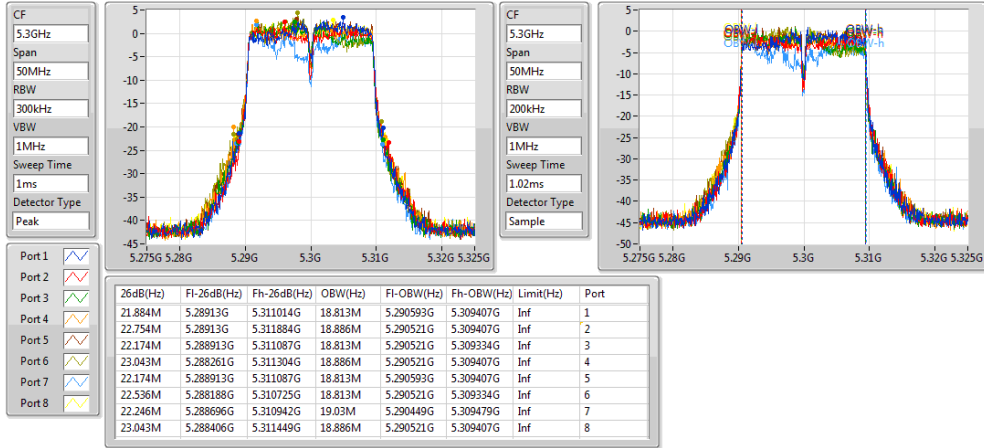 CF
5.3GHz
Span
50MHz
RBW
300kHz
VBW
1MHz
Sweep Time
1ms
Detector Type
Peak
5
0
-5
-10
-15
-20
-25
-30
-35
-40
-45
5.275G 5.28G 5.29G 5.3G 5.31G 5.32G 5.325G
CF
5.3GHz
Span
50MHz
RBW
200kHz
VBW
1MHz
Sweep Time
1.02ms
Detector Type
Sample
5
0
-5
-10
-15
-20
-25
-30
-35
-40
-45
-50
OBW-l OBW-h
5.275G 5.28G 5.29G 5.3G 5.31G 5.32G 5.325G
Port 1
Port 2
Port 3
Port 4
Port 5
Port 6
Port 7
Port 8
26dB(Hz) Fl-26dB(Hz) Fh-26dB(Hz) OBW(Hz) Fl-OBW(Hz) Fh-OBW(Hz) Limit(Hz) Port
21.884M 5.28913G 5.311014G 18.813M 5.290593G 5.309407G Inf 1
22.754M 5.28913G 5.311884G 18.886M 5.290521G 5.309407G Inf 2
22.174M 5.288913G 5.311087G 18.813M 5.290521G 5.309334G Inf 3
23.043M 5.288261G 5.311304G 18.886M 5.290521G 5.309407G Inf 4
22.174M 5.288913G 5.311087G 18.813M 5.290593G 5.309407G Inf 5
22.536M 5.288188G 5.310725G 18.813M 5.290521G 5.309334G Inf 6
22.246M 5.288696G 5.310942G 19.03M 5.290449G 5.309479G Inf 7
23.043M 5.288406G 5.311449G 18.886M 5.290521G 5.309407G Inf 8